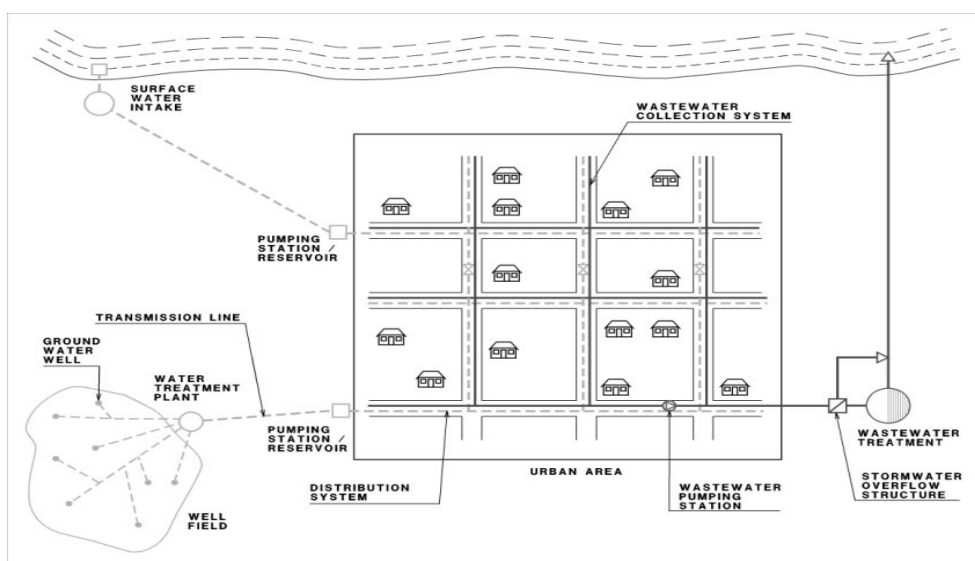 SURFACE
WATER
INTAKE
WASTEWATER
COLLECTION SYSTEM
PUMPING
STATION /
RESERVOIR
TRANSMISSION LINE
GROUND
WATER
WELL
WATER
TREATMENT
PLANT
PUMPING
STATION /
RESERVOIR
WELL
FIELD
DISTRIBUTION
SYSTEM
URBAN AREA
WASTEWATER
PUMPING
STATION
WASTEWATER
TREATMENT
STORMWATER
OVERFLOW
STRUCTURE